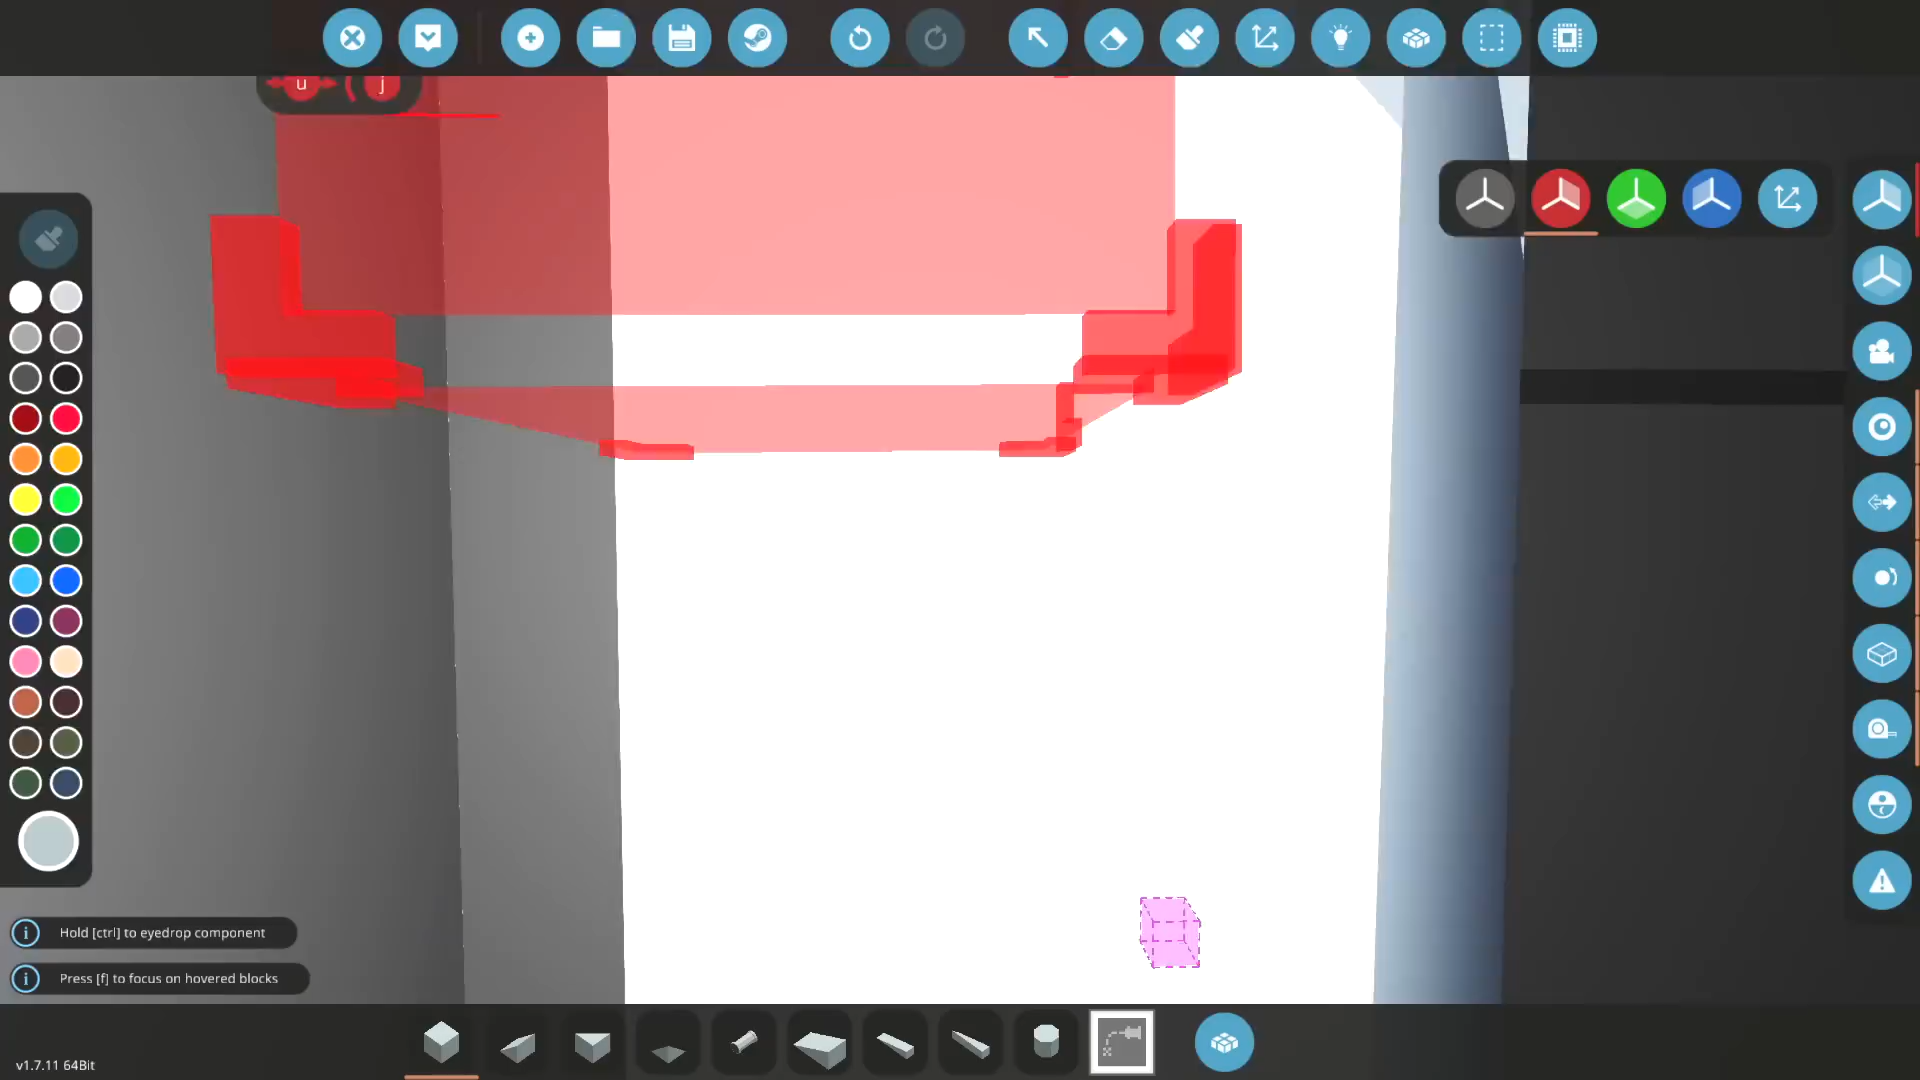 u j
Hold [ctrl] to eyedrop component
Press [f] to focus on hovered blocks
v1.7.11 64Bit